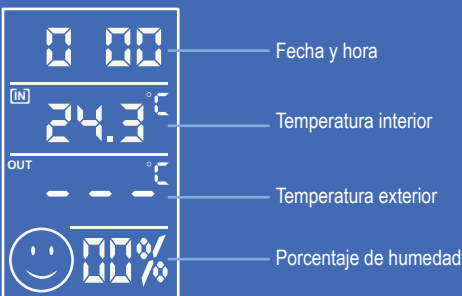 0 00
Fecha y hora
IN
24.3°C
Temperatura interior
OUT
---°C
Temperatura exterior
00%
Porcentaje de humedad